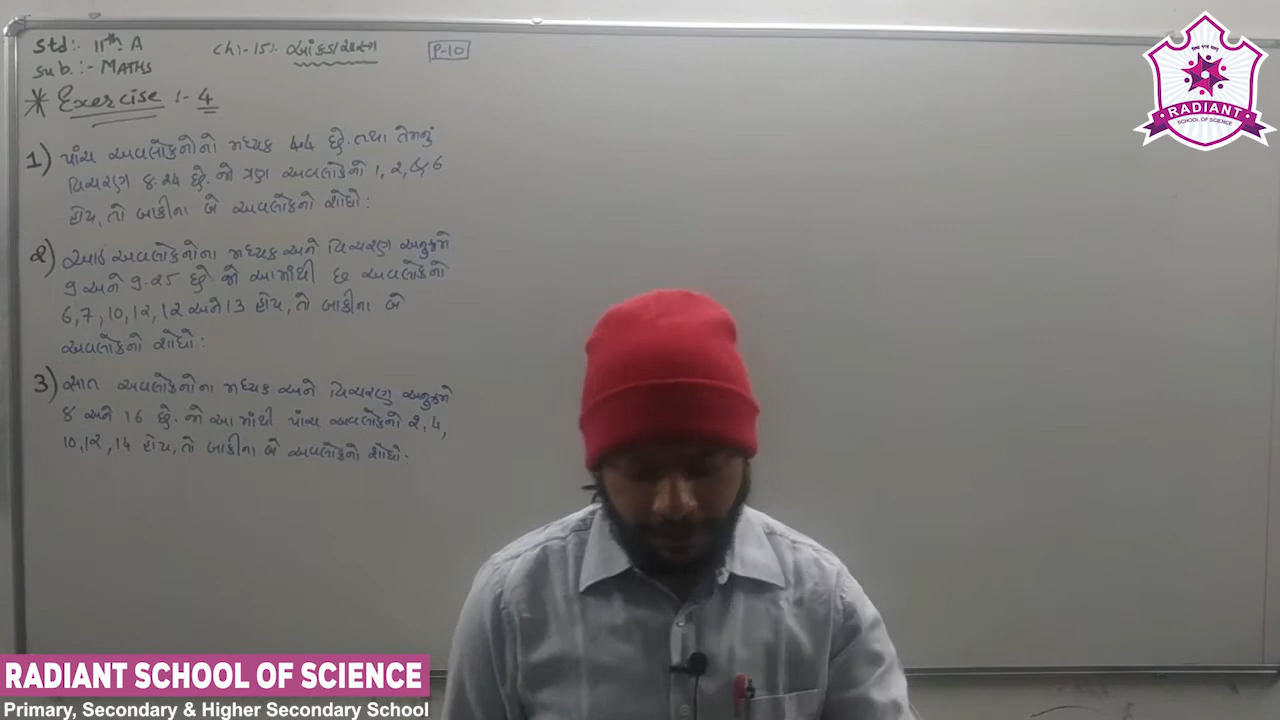 Std:- 11th A
Sub:- MATHS
Ch:-15:- આંકડાશાસ્ત્ર
P-10
* Exercise :- 4
1) પાંચ અવલોકનોનો મધ્યક 4.4 છે. તથા તેમનું
વિચરણ 8.24 છે. જો ત્રણ અવલોકનો 1, 2, 6
હોય, તો બાકીના બે અવલોકનો શોધો:
2) આઠ અવલોકનોના મધ્યક અને વિચરણ અનુક્રમે
9 અને 9.25 છે જો આમાંથી છ અવલોકનો
6, 7, 10, 12, 12 અને 13 હોય, તો બાકીના બે
અવલોકનો શોધો:
3) સાત અવલોકનોના મધ્યક અને વિચરણ અનુક્રમે
8 અને 16 છે. જો આમાંથી પાંચ અવલોકનો 2, 4,
10, 12, 14 હોય, તો બાકીના બે અવલોકનો શોધો:
RADIANT
SCHOOL OF SCIENCE
RADIANT SCHOOL OF SCIENCE
Primary, Secondary & Higher Secondary School